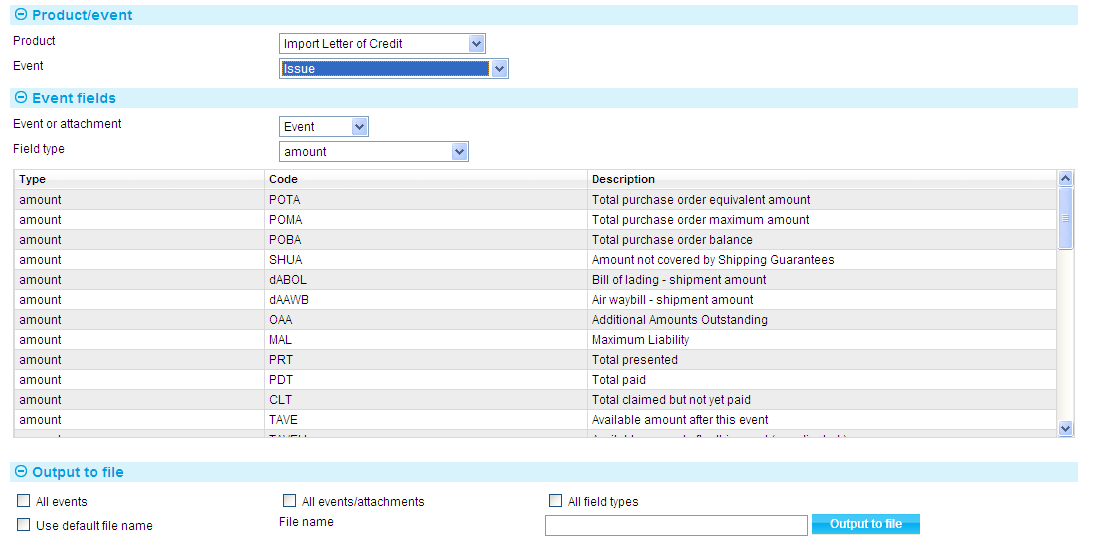 Product/event
Product Import Letter of Credit
Event Issue
Event fields
Event or attachment Event
Field type amount
Type Code Description
amount POTA Total purchase order equivalent amount
amount POMA Total purchase order maximum amount
amount POBA Total purchase order balance
amount SHUA Amount not covered by Shipping Guarantees
amount dABOL Bill of lading - shipment amount
amount dAAWB Air waybill - shipment amount
amount OAA Additional Amounts Outstanding
amount MAL Maximum Liability
amount PRT Total presented
amount PDT Total paid
amount CLT Total claimed but not yet paid
amount TAVE Available amount after this event
Output to file
All events All events/attachments All field types
Use default file name File name Output to file